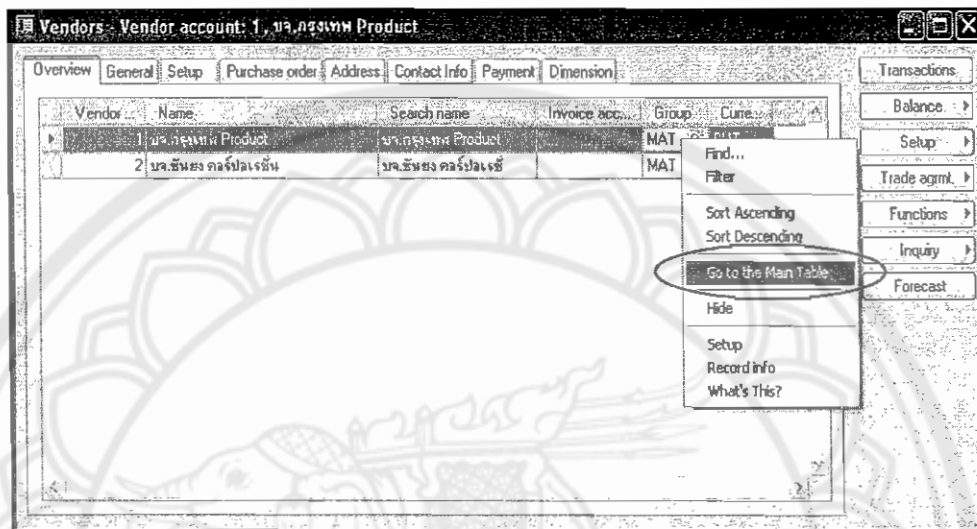 Vendors - Vendor account: 1, บจ.กรุงเทพ Product
Overview General Setup Purchase order Address Contact Info Payment Dimension
Vendor ... Name Search name Invoice acc... Group Curre...
1 บจ.กรุงเทพ Product บจ.กรุงเทพ Product MAT
2 บจ.ชันยง คอร์ปอเรชั่น บจ.ชันยง คอร์ปอเรชั่ MAT
Find...
Filter
Sort Ascending
Sort Descending
Go to the Main Table
Hide
Setup
Record info
What's This?
Transactions
Balance
Setup
Trade agrmt.
Functions
Inquiry
Forecast